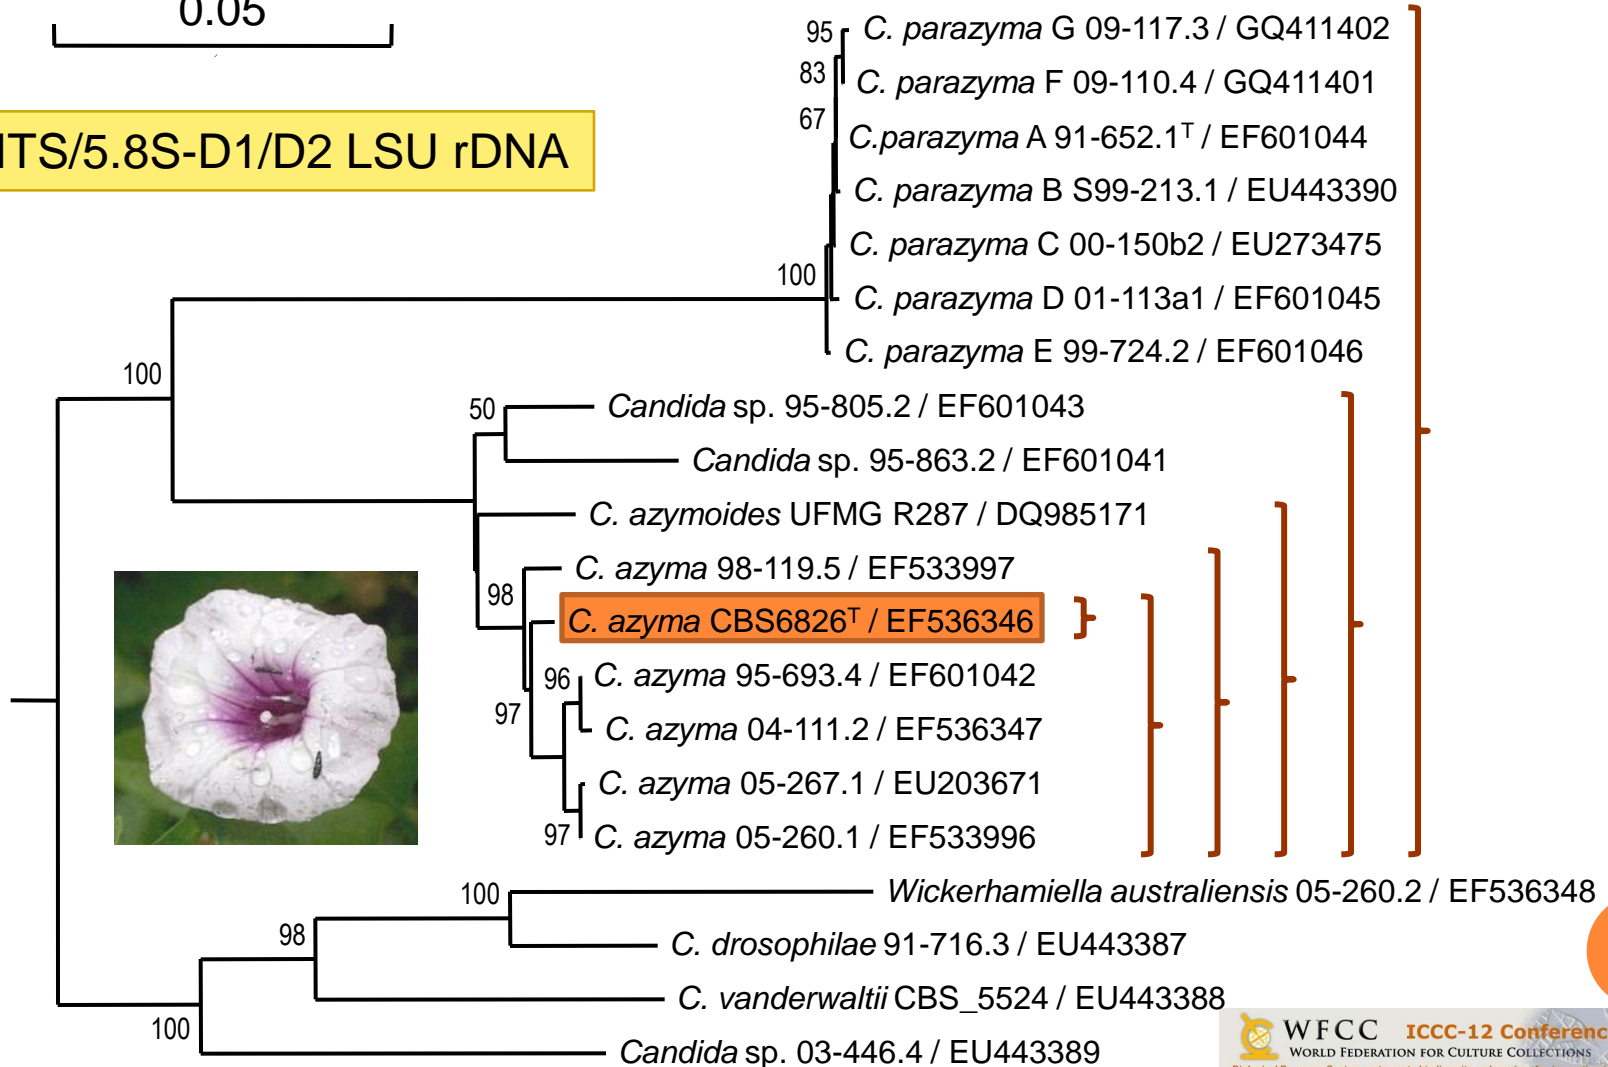 0.05
ITS/5.8S-D1/D2 LSU rDNA
95
C. parazyma G 09-117.3 / GQ411402
83
C. parazyma F 09-110.4 / GQ411401
67
C.parazyma A 91-652.1ᵀ / EF601044
C. parazyma B S99-213.1 / EU443390
C. parazyma C 00-150b2 / EU273475
100
C. parazyma D 01-113a1 / EF601045
C. parazyma E 99-724.2 / EF601046
100
50
Candida sp. 95-805.2 / EF601043
Candida sp. 95-863.2 / EF601041
C. azymoides UFMG R287 / DQ985171
C. azyma 98-119.5 / EF533997
98
C. azyma CBS6826ᵀ / EF536346
96
C. azyma 95-693.4 / EF601042
97
C. azyma 04-111.2 / EF536347
C. azyma 05-267.1 / EU203671
97
C. azyma 05-260.1 / EF533996
100
Wickerhamiella australiensis 05-260.2 / EF536348
98
C. drosophilae 91-716.3 / EU443387
C. vanderwaltii CBS_5524 / EU443388
100
Candida sp. 03-446.4 / EU443389
WFCC ICCC-12 Conferenc
WORLD FEDERATION FOR CULTURE COLLECTIONS